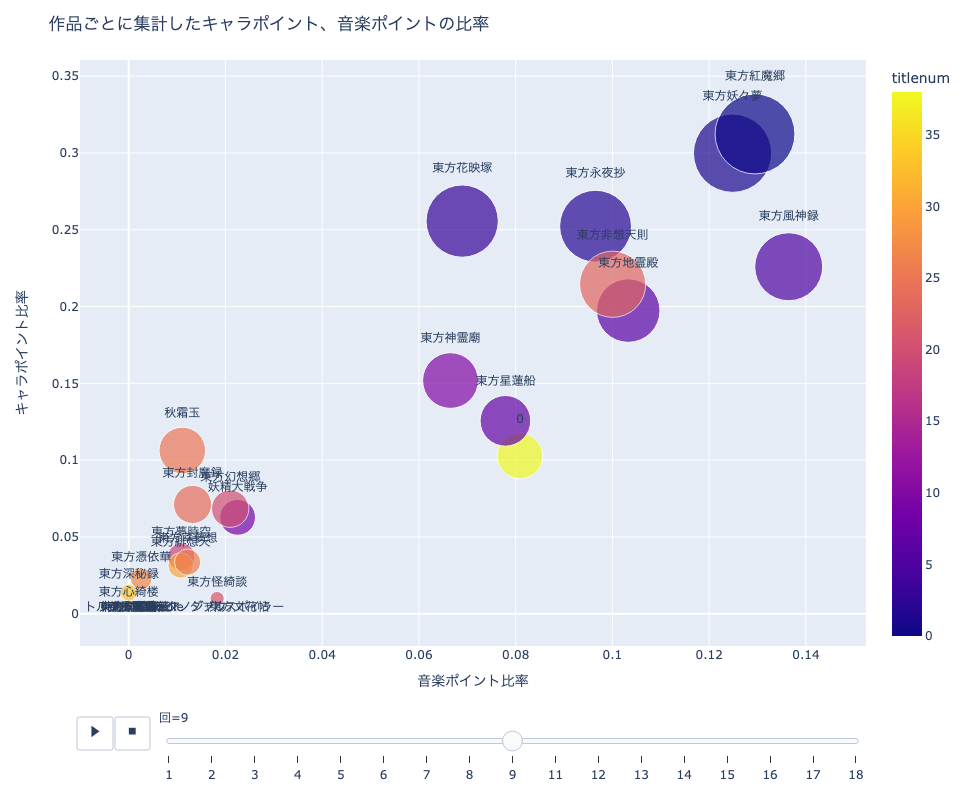 作品ごとに集計したキャラポイント、音楽ポイントの比率
titlenum
キャラポイント比率
0.35
0.3
0.25
0.2
0.15
0.1
0.05
0
東方紅魔郷
東方妖々夢
東方花映塚
東方永夜抄
東方風神録
東方非想天則
東方地霊殿
東方神霊廟
東方星蓮船
0
秋霜玉
東方封魔録
東方幻想郷
妖精大戦争
東方夢時空
東方憑依華
東方深秘録
東方怪綺談
東方心綺楼
0
0.02
0.04
0.06
0.08
0.1
0.12
0.14
音楽ポイント比率
35
30
25
20
15
10
5
0
回=9
1
2
3
4
5
6
7
8
9
10
11
12
13
14
15
16
17
18